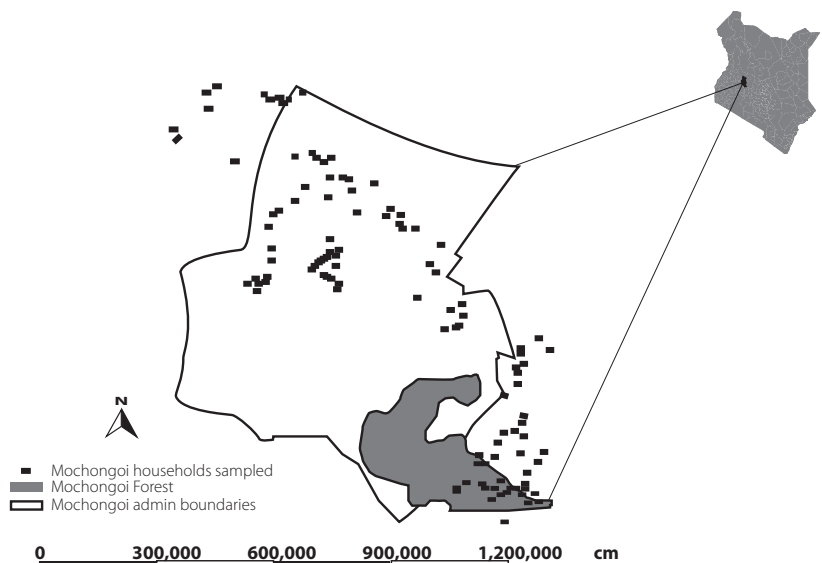 N
Mochongoi households sampled
Mochongoi Forest
Mochongoi admin boundaries
0 300,000 600,000 900,000 1,200,000 cm